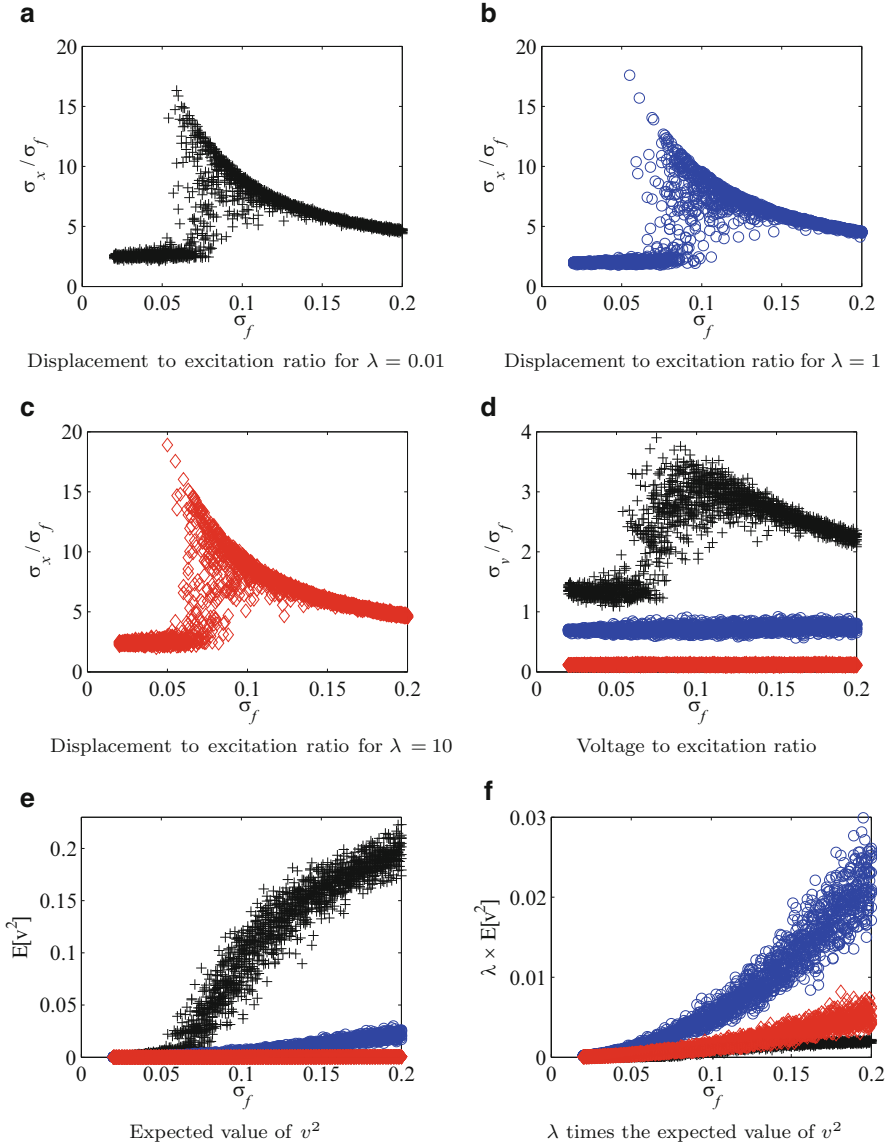 a
20
15
10
5
0
σx / σf
0
0.05
0.1
0.15
0.2
σf
Displacement to excitation ratio for λ = 0.01
b
20
15
10
5
0
σx / σf
0
0.05
0.1
0.15
0.2
σf
Displacement to excitation ratio for λ = 1
c
20
15
10
5
0
σx / σf
0
0.05
0.1
0.15
0.2
σf
Displacement to excitation ratio for λ = 10
d
4
3
2
1
0
σv / σf
0
0.05
0.1
0.15
0.2
σf
Voltage to excitation ratio
e
0.2
0.15
0.1
0.05
0
E[v²]
0
0.05
0.1
0.15
0.2
σf
Expected value of v²
f
0.03
0.02
0.01
0
λ × E[v²]
0
0.05
0.1
0.15
0.2
σf
λ times the expected value of v²